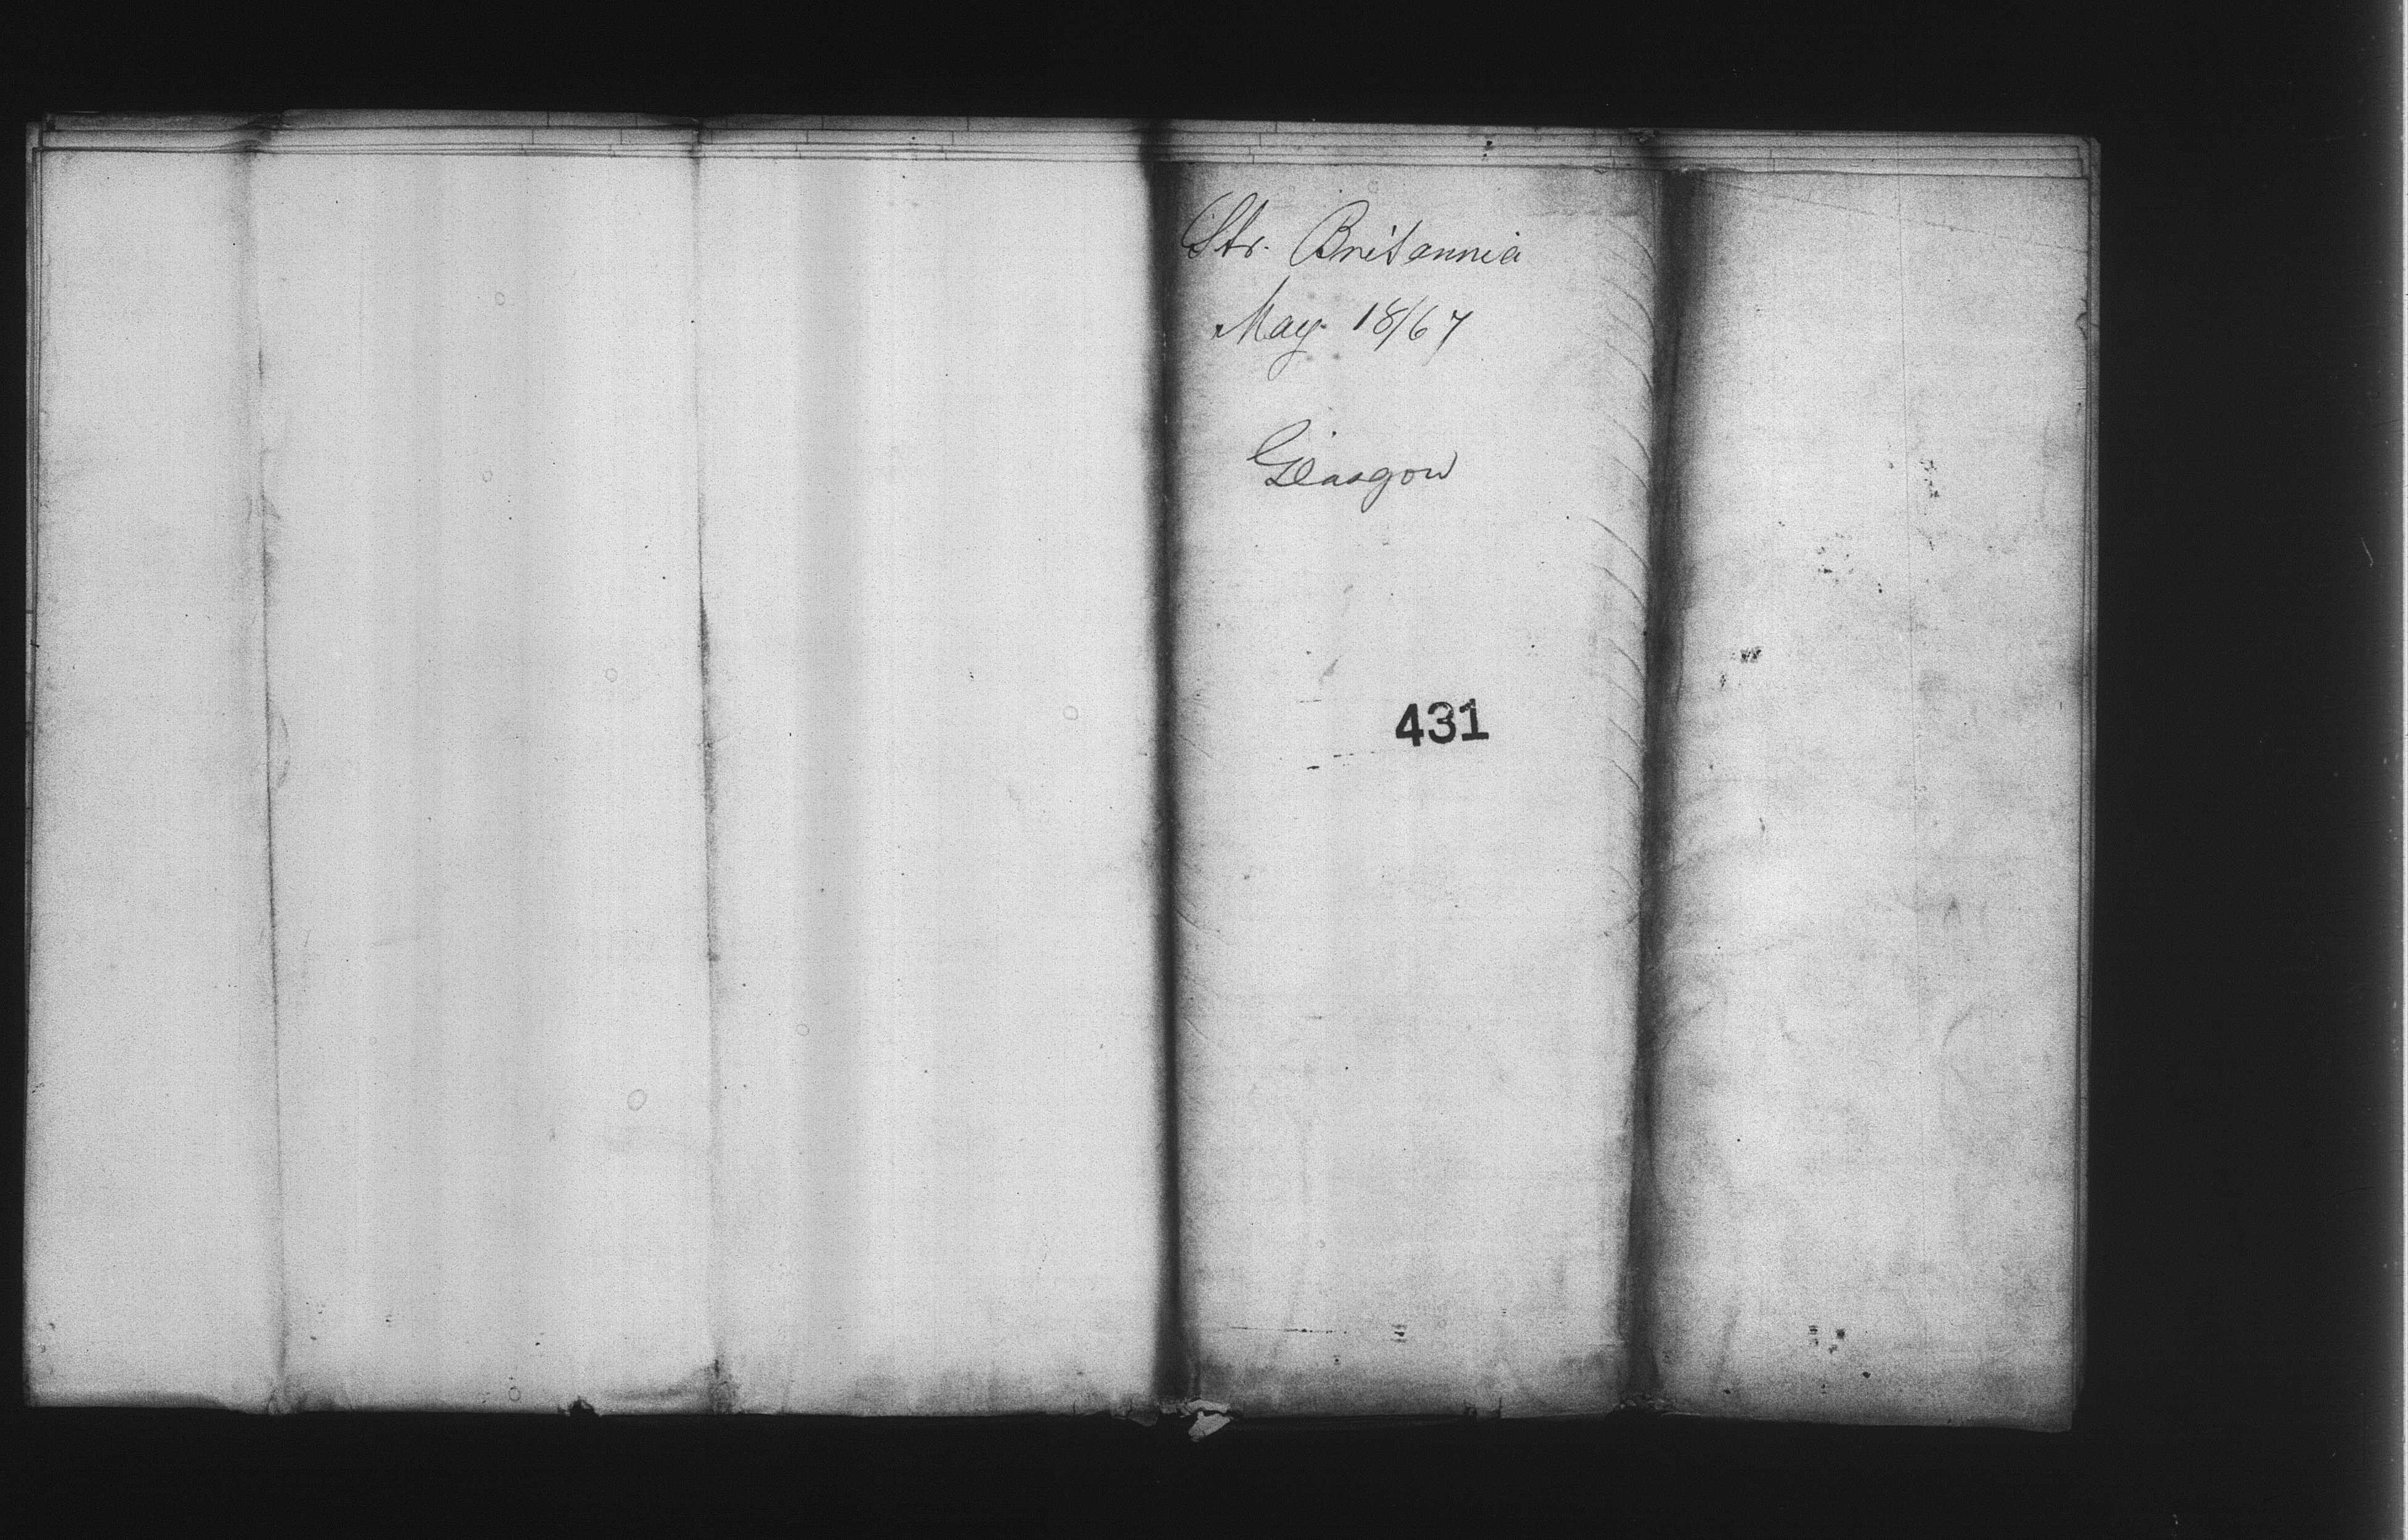 Str. Britannia
May 18/67
Glasgow
431